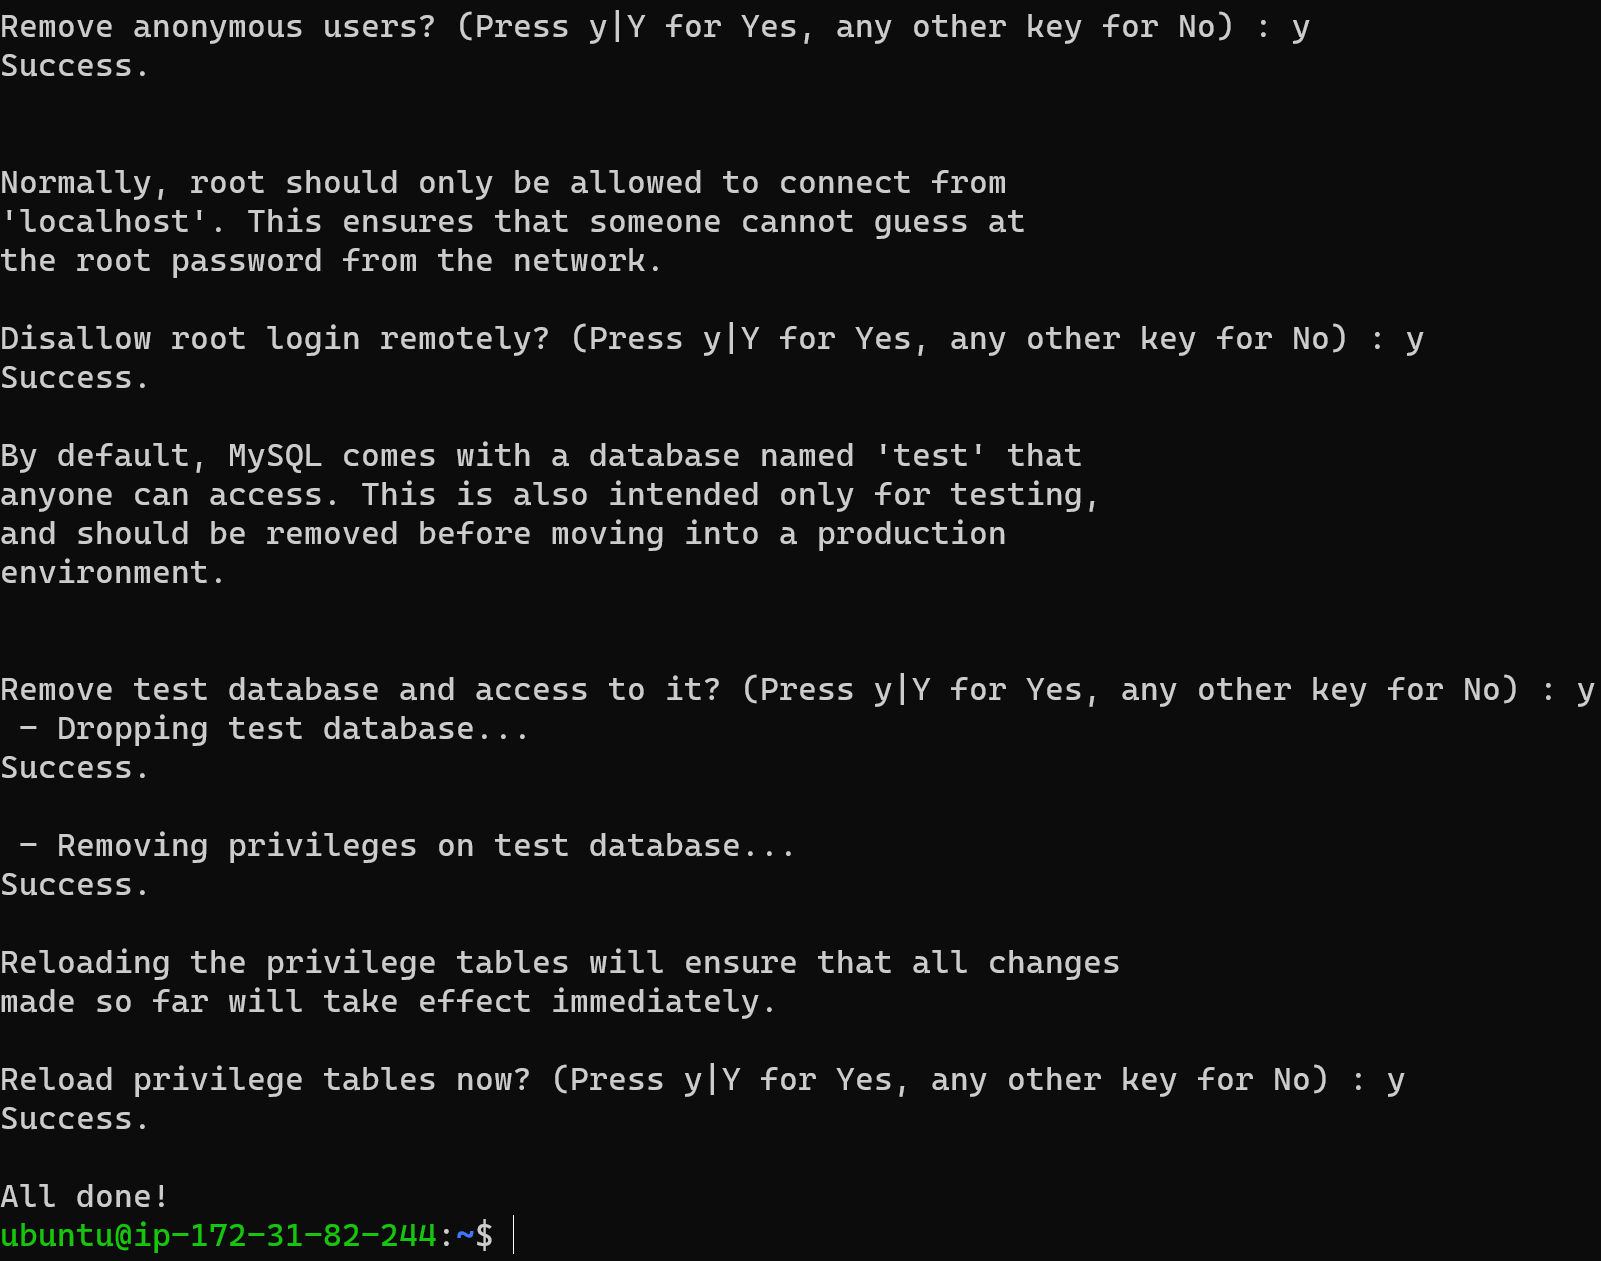 Remove anonymous users? (Press y|Y for Yes, any other key for No) : y
Success.
Normally, root should only be allowed to connect from
'localhost'. This ensures that someone cannot guess at
the root password from the network.
Disallow root login remotely? (Press y|Y for Yes, any other key for No) : y
Success.
By default, MySQL comes with a database named 'test' that
anyone can access. This is also intended only for testing,
and should be removed before moving into a production
environment.
Remove test database and access to it? (Press y|Y for Yes, any other key for No) : y
 - Dropping test database...
Success.
 - Removing privileges on test database...
Success.
Reloading the privilege tables will ensure that all changes
made so far will take effect immediately.
Reload privilege tables now? (Press y|Y for Yes, any other key for No) : y
Success.
All done!
ubuntu@ip-172-31-82-244:~$